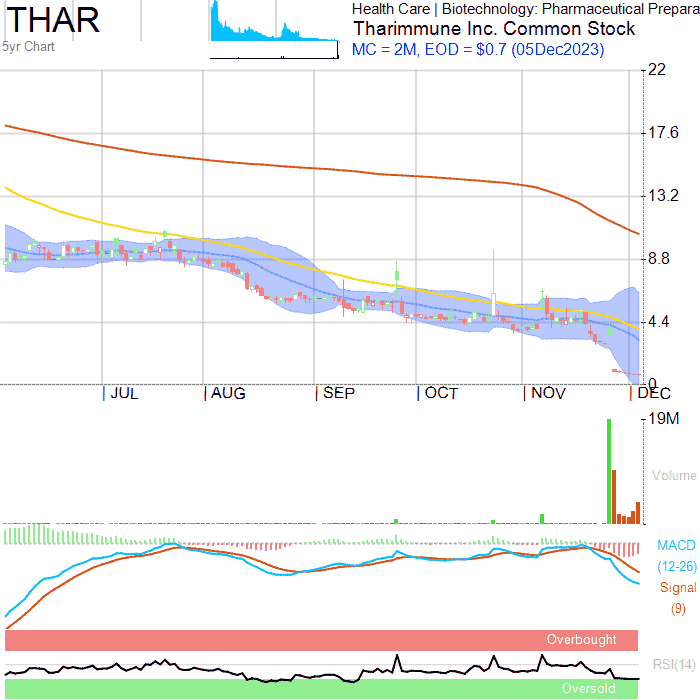 THAR
5yr Chart
Health Care | Biotechnology: Pharmaceutical Prepara
Tharimmune Inc. Common Stock
MC = 2M, EOD = $0.7 (05Dec2023)
22
17.6
13.2
8.8
4.4
0
JUL AUG SEP OCT NOV DEC
19M
Volume
MACD
(12-26)
Signal
(9)
Overbought
RSI(14)
Oversold